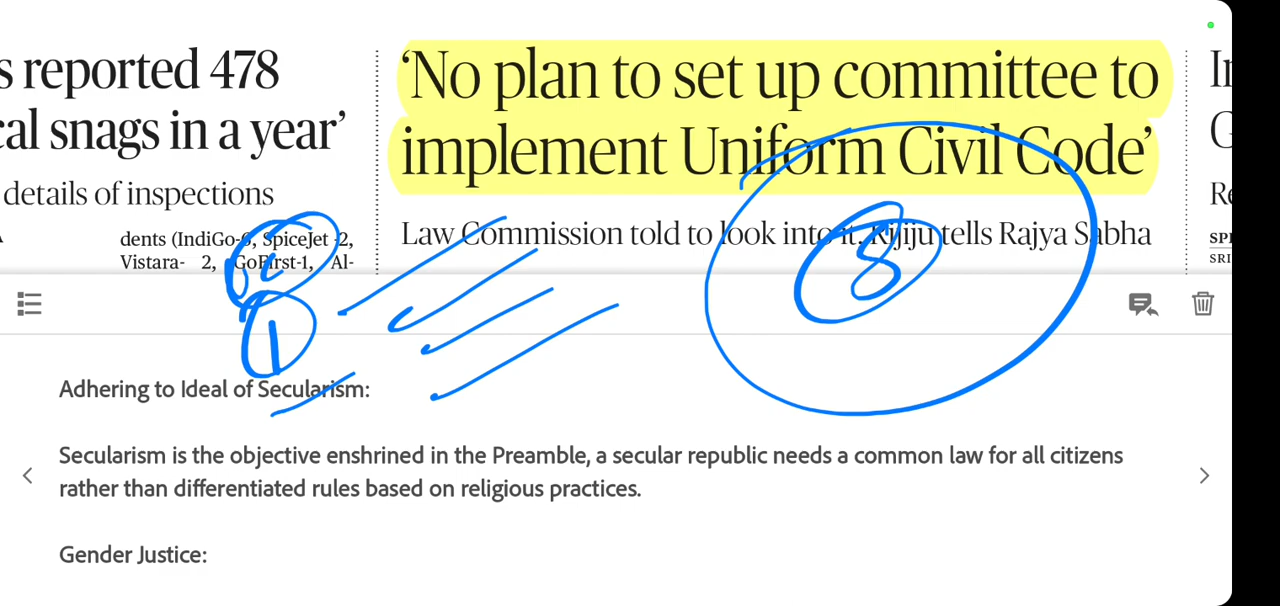 s reported 478
cal snags in a year’
details of inspections
dents (IndiGo-6, SpiceJet -2,
Vistara- 2, GoFirst-1, Al-
‘No plan to set up committee to
implement Uniform Civil Code’
Law Commission told to look into it, Rijiju tells Rajya Sabha
1
3
Adhering to Ideal of Secularism:
Secularism is the objective enshrined in the Preamble, a secular republic needs a common law for all citizens
rather than differentiated rules based on religious practices.
Gender Justice: